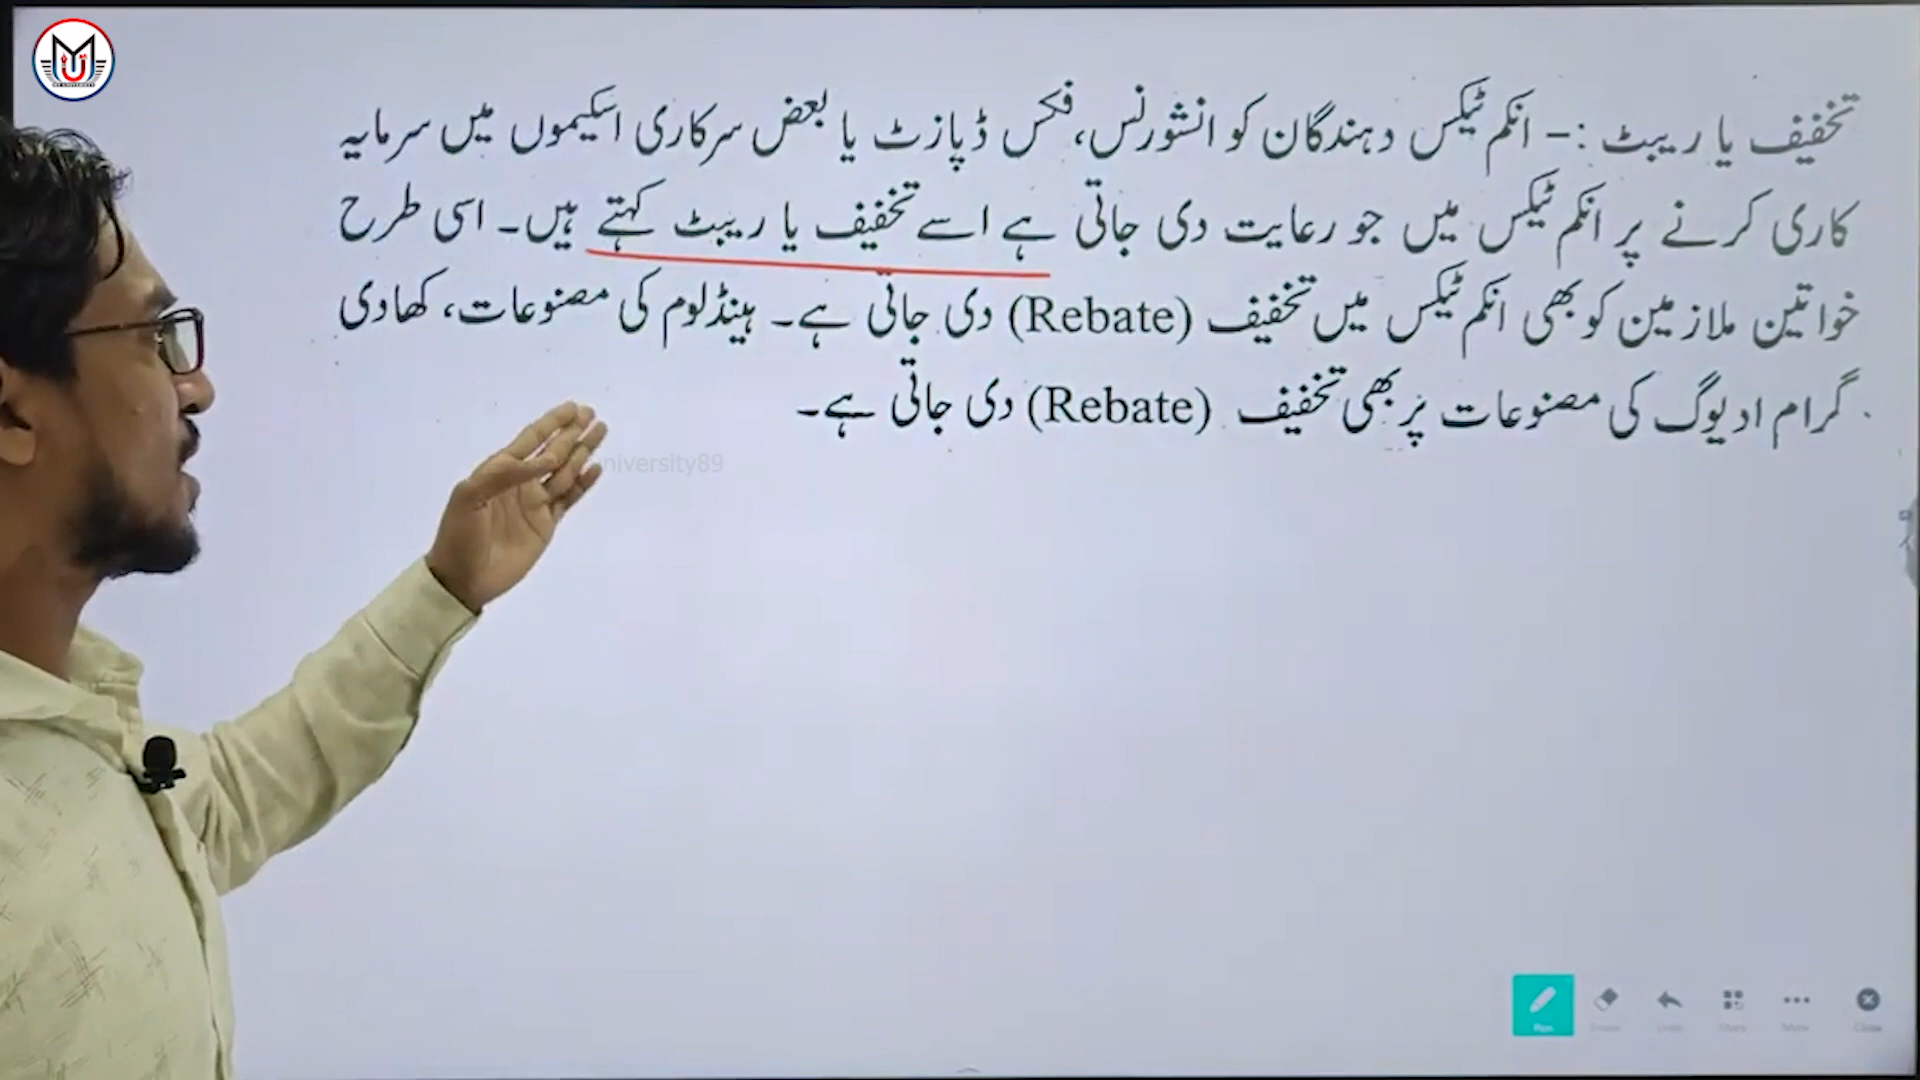 تخفیف یا ریبٹ :- انکم ٹیکس دہندگان کو انشورنس، فکس ڈپازٹ یا بعض سرکاری اسکیموں میں سرمایہ
کاری کرنے پر انکم ٹیکس میں جو رعایت دی جاتی ہے اسے تخفیف یا ریبٹ کہتے ہیں۔ اسی طرح
خواتین ملازمین کو بھی انکم ٹیکس میں تخفیف (Rebate) دی جاتی ہے۔ ہینڈلوم کی مصنوعات، کھادی
گرام ادیوگ کی مصنوعات پر بھی تخفیف (Rebate) دی جاتی ہے۔
niversity89
Pen